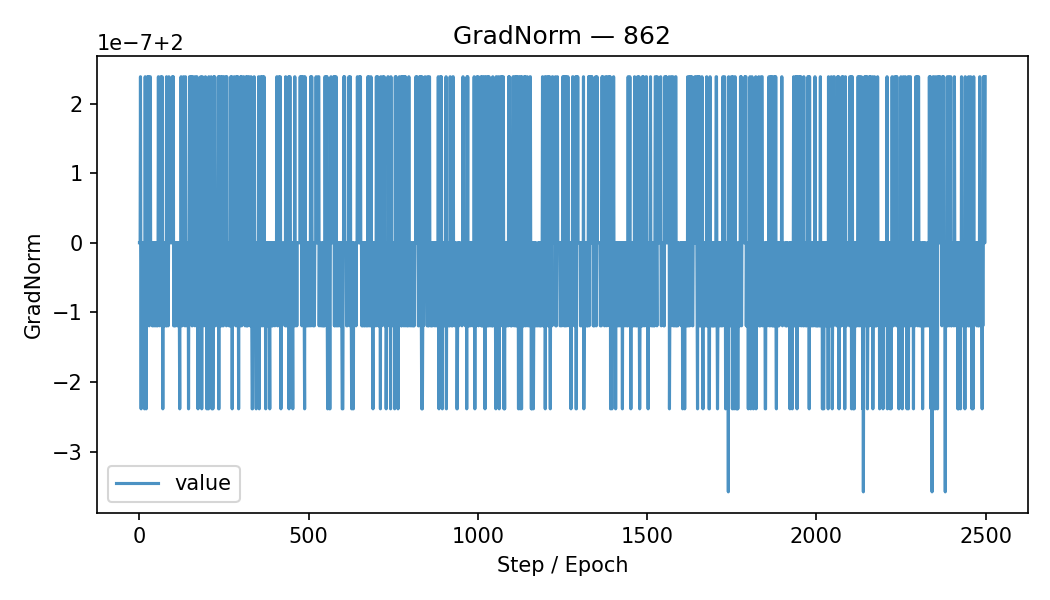 GradNorm — 862
1e−7+2
2
1
0
−1
−2
−3
GradNorm
value
0 500 1000 1500 2000 2500
Step / Epoch